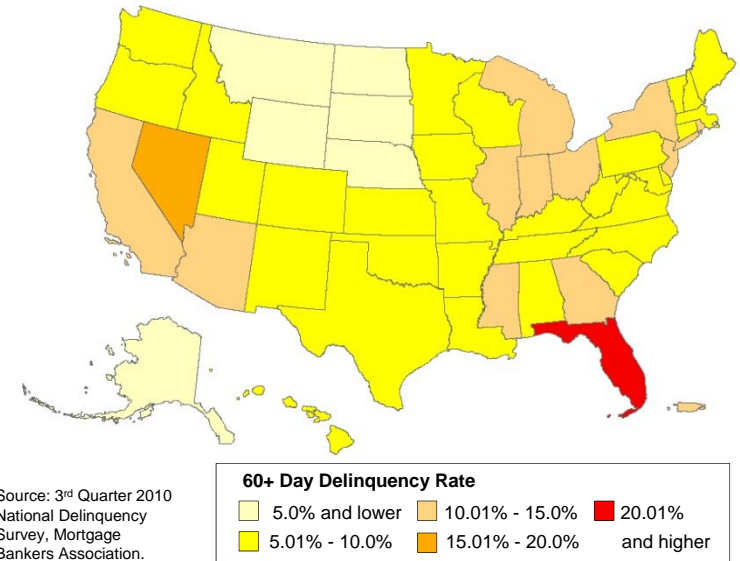 Source: 3rd Quarter 2010
National Delinquency
Survey, Mortgage
Bankers Association.
60+ Day Delinquency Rate
5.0% and lower
10.01% - 15.0%
20.01%
and higher
5.01% - 10.0%
15.01% - 20.0%